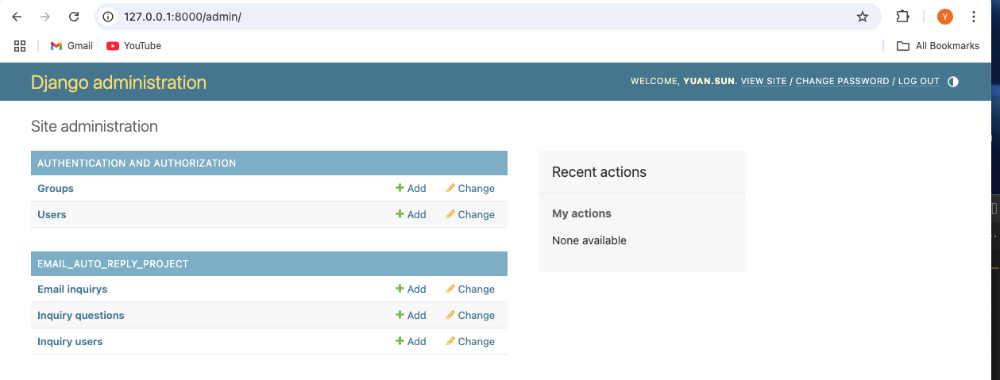 127.0.0.1:8000/admin/
Y
Gmail YouTube All Bookmarks
Django administration
WELCOME, YUAN.SUN. VIEW SITE / CHANGE PASSWORD / LOG OUT
Site administration
AUTHENTICATION AND AUTHORIZATION
Groups Add Change
Users Add Change
EMAIL_AUTO_REPLY_PROJECT
Email inquirys Add Change
Inquiry questions Add Change
Inquiry users Add Change
Recent actions
My actions
None available